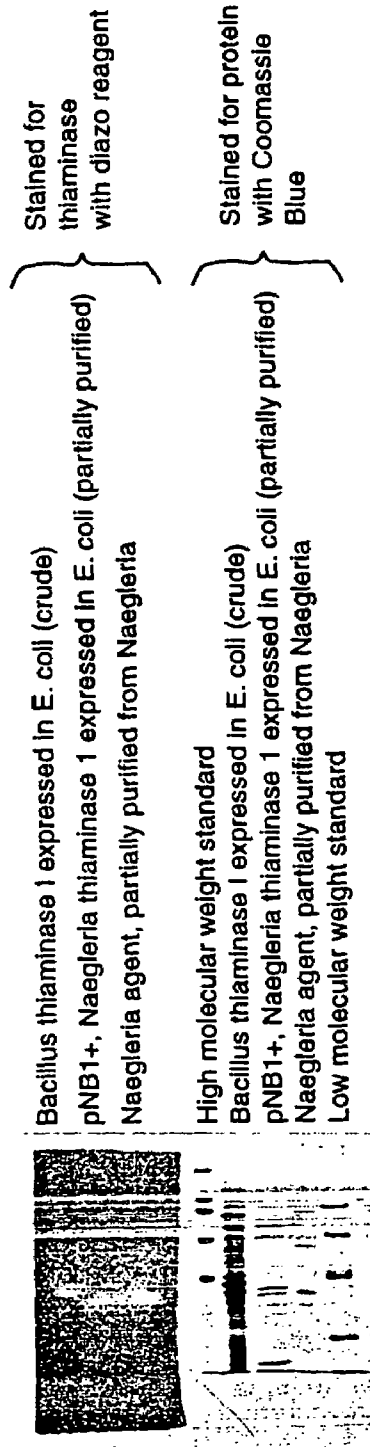 Bacillus thiaminase 1 expressed in E. coli (crude)
pNB1+, Naegleria thiaminase 1 expressed in E. coli (partially purified)
Naegleria agent, partially purified from Naegleria
Stained for
thiaminase
with diazo reagent
High molecular weight standard
Bacillus thiaminase I expressed in E. coli (crude)
pNB1+, Naegleria thiaminase 1 expressed in E. coli (partially purified)
Naegleria agent, partially purified from Naegleria
Low molecular weight standard
Stained for protein
with Coomassie
Blue